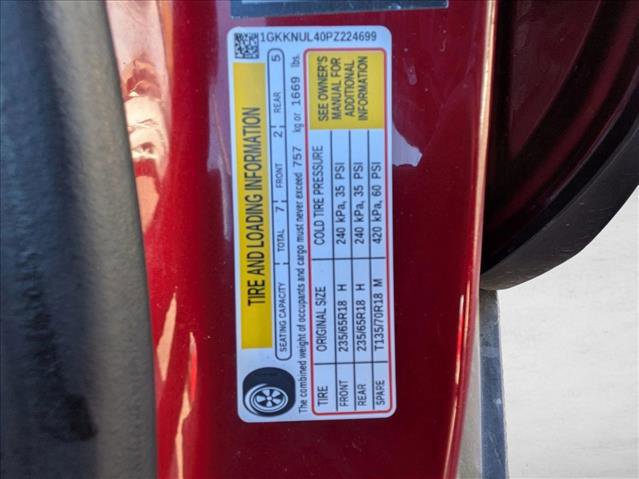 1GKKNUL40PZ224699
TIRE AND LOADING INFORMATION
SEATING CAPACITY | TOTAL 7 | FRONT 2 | REAR 5
The combined weight of occupants and cargo must never exceed 757 kg or 1669 lbs.
TIRE ORIGINAL SIZE COLD TIRE PRESSURE
FRONT 235/65R18 H 240 kPa, 35 PSI
REAR 235/65R18 H 240 kPa, 35 PSI
SPARE T135/70R18 M 420 kPa, 60 PSI
SEE OWNER'S
MANUAL FOR
ADDITIONAL
INFORMATION